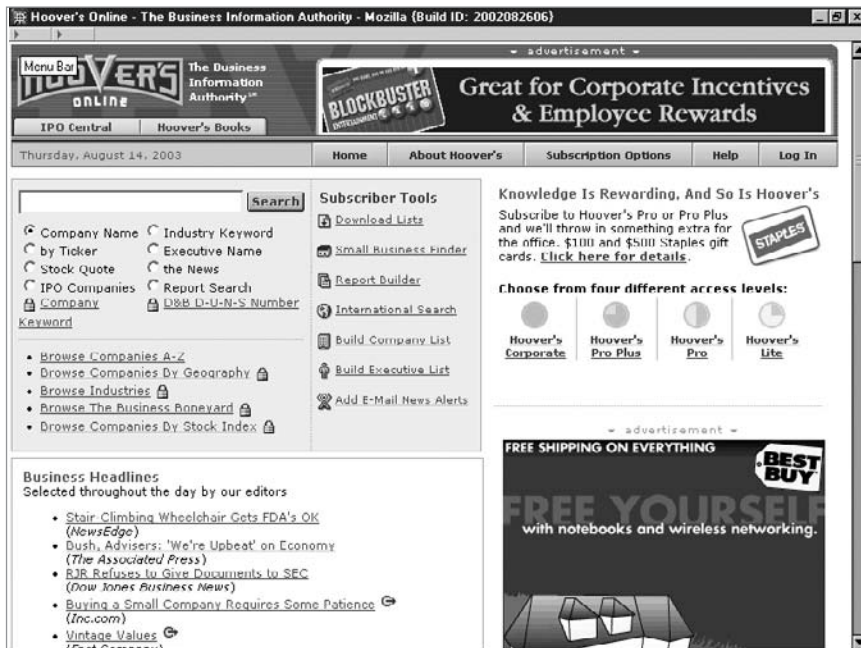 Hoover's Online - The Business Information Authority - Mozilla {Build ID: 2002082606}
advertisement
Menu Bar
HOOVER'S
ONLINE
The Business
Information
Authority℠
BLOCKBUSTER
Great for Corporate Incentives
& Employee Rewards
IPO Central
Hoover's Books
Thursday, August 14, 2003
Home
About Hoover's
Subscription Options
Help
Log In
Search
Company Name
Industry Keyword
by Ticker
Executive Name
Stock Quote
the News
IPO Companies
Report Search
Company
Keyword
D&B D-U-N-S Number
Browse Companies A-Z
Browse Companies By Geography
Browse Industries
Browse The Business Boneyard
Browse Companies By Stock Index
Subscriber Tools
Download Lists
Small Business Finder
Report Builder
International Search
Build Company List
Build Executive List
Add E-Mail News Alerts
Knowledge Is Rewarding, And So Is Hoover's
Subscribe to Hoover's Pro or Pro Plus
and we'll throw in something extra for
the office. $100 and $500 Staples gift
cards. Click here for details.
STAPLES
Choose from four different access levels:
Hoover's
Corporate
Hoover's
Pro Plus
Hoover's
Pro
Hoover's
Lite
Business Headlines
Selected throughout the day by our editors
Stair-Climbing Wheelchair Gets FDA's OK
(NewsEdge)
Bush, Advisers: 'We're Upbeat' on Economy
(The Associated Press)
RJR Refuses to Give Documents to SEC
(Dow Jones Business News)
Buying a Small Company Requires Some Patience
(Inc.com)
Vintage Values
(Fast Company)
advertisement
FREE SHIPPING ON EVERYTHING
BEST
BUY
FREE YOURSELF
with notebooks and wireless networking.